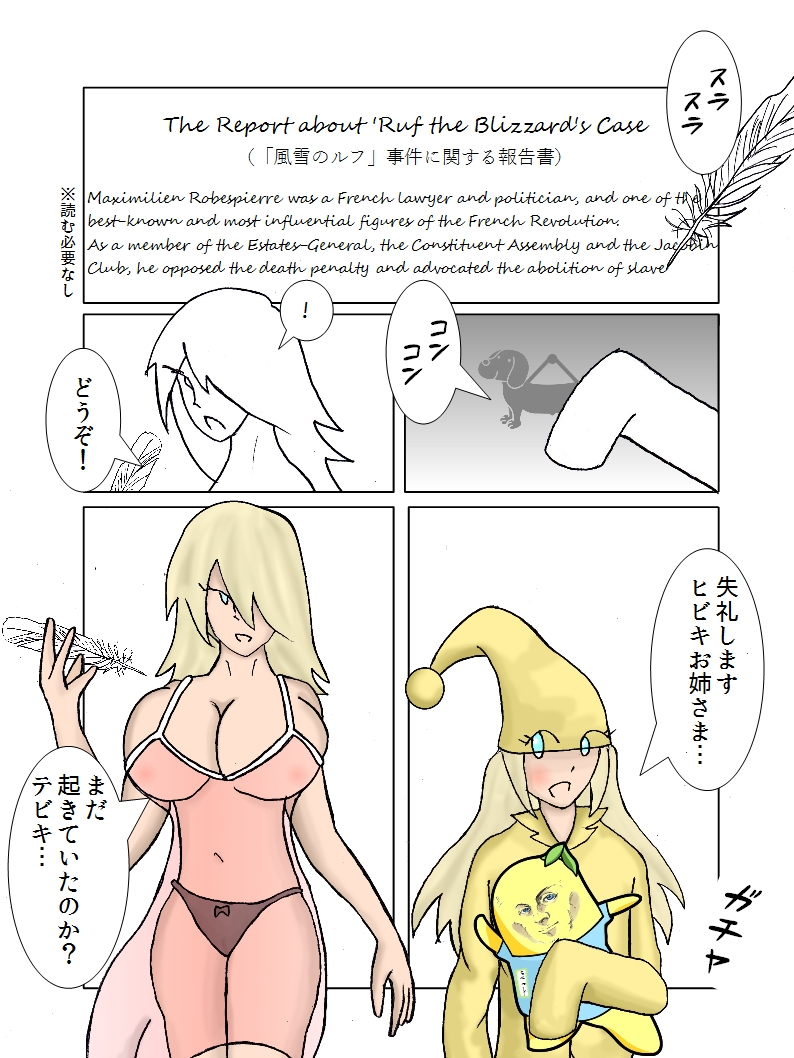 スラ
スラ
The Report about 'Ruf the Blizzard's Case
（「風雪のルフ」事件に関する報告書）
※読む必要なし
Maximilien Robespierre was a French lawyer and politician, and one of the
best-known and most influential figures of the French Revolution.
As a member of the Estates-General, the Constituent Assembly and the Jacobin
Club, he opposed the death penalty and advocated the abolition of slave
コン
コン
!
どうぞ！
失礼します
ヒビキお姉さま…
ガチャ
まだ
起きていたのか？
テビキ…